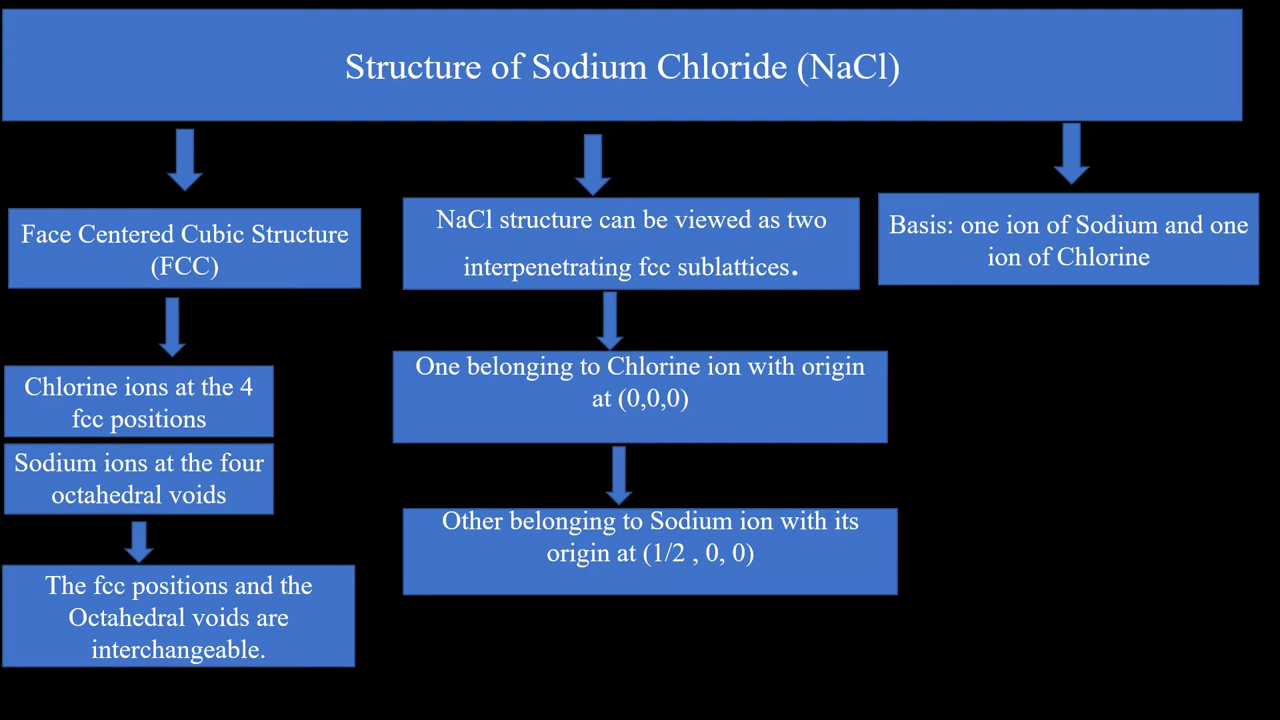 Structure of Sodium Chloride (NaCl)
Face Centered Cubic Structure
(FCC)
Chlorine ions at the 4
fcc positions
Sodium ions at the four
octahedral voids
The fcc positions and the
Octahedral voids are
interchangeable.
NaCl structure can be viewed as two
interpenetrating fcc sublattices.
One belonging to Chlorine ion with origin
at (0,0,0)
Other belonging to Sodium ion with its
origin at (1/2 , 0, 0)
Basis: one ion of Sodium and one
ion of Chlorine